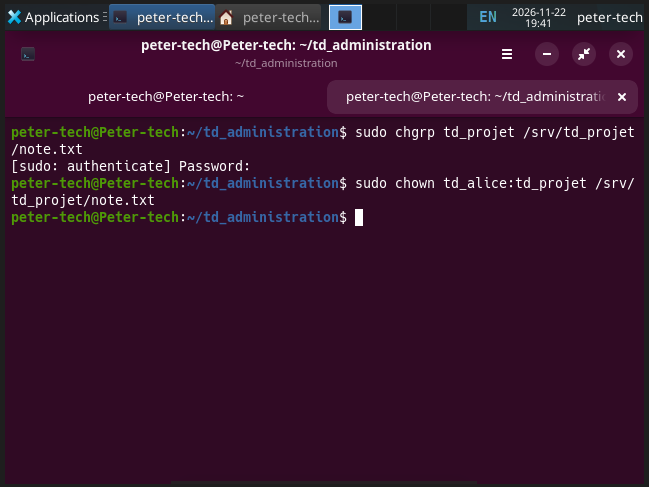 Applications
peter-tech...
peter-tech...
EN
2026-11-22
19:41
peter-tech
peter-tech@Peter-tech: ~/td_administration
~/td_administration
peter-tech@Peter-tech: ~
peter-tech@Peter-tech: ~/td_administratio
peter-tech@Peter-tech:~/td_administration$ sudo chgrp td_projet /srv/td_projet
/note.txt
[sudo: authenticate] Password:
peter-tech@Peter-tech:~/td_administration$ sudo chown td_alice:td_projet /srv/
td_projet/note.txt
peter-tech@Peter-tech:~/td_administration$